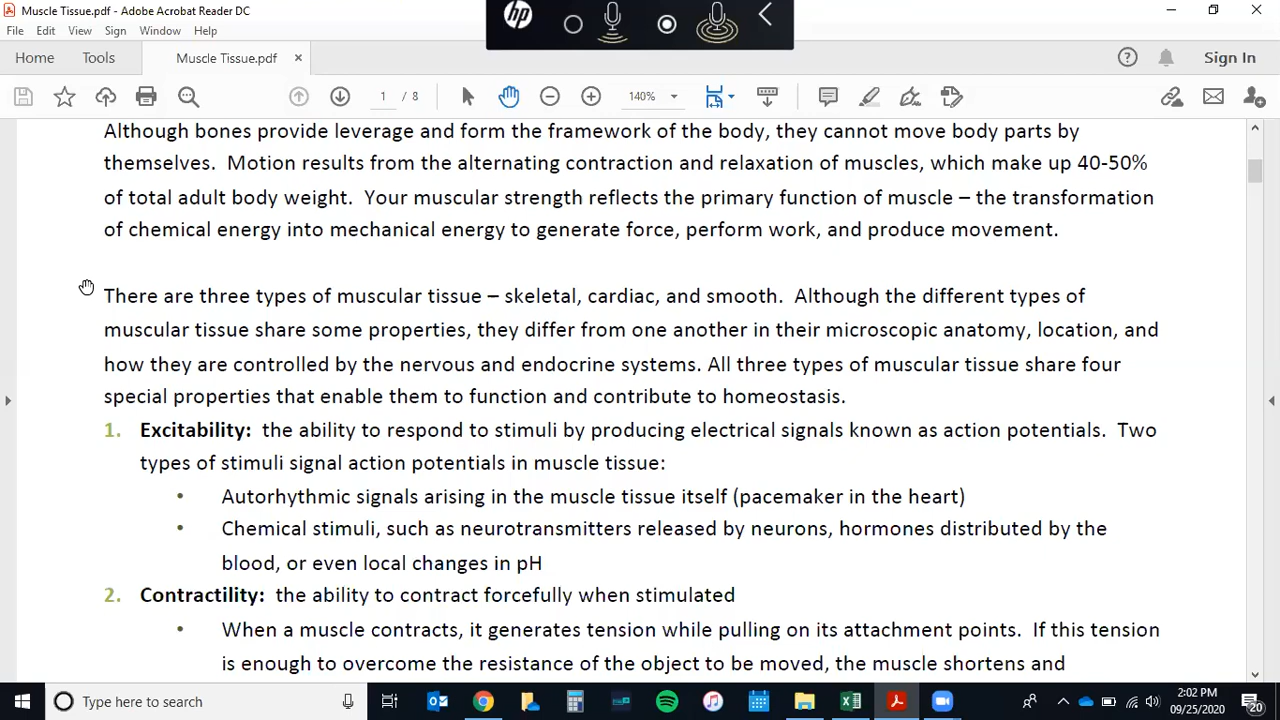 Muscle Tissue.pdf - Adobe Acrobat Reader DC
hp
File Edit View Sign Window Help
Home Tools Muscle Tissue.pdf × Sign In
1 / 8 140%
Although bones provide leverage and form the framework of the body, they cannot move body parts by
themselves. Motion results from the alternating contraction and relaxation of muscles, which make up 40-50%
of total adult body weight. Your muscular strength reflects the primary function of muscle – the transformation
of chemical energy into mechanical energy to generate force, perform work, and produce movement.
There are three types of muscular tissue – skeletal, cardiac, and smooth. Although the different types of
muscular tissue share some properties, they differ from one another in their microscopic anatomy, location, and
how they are controlled by the nervous and endocrine systems. All three types of muscular tissue share four
special properties that enable them to function and contribute to homeostasis.
1. Excitability: the ability to respond to stimuli by producing electrical signals known as action potentials. Two
types of stimuli signal action potentials in muscle tissue:
• Autorhythmic signals arising in the muscle tissue itself (pacemaker in the heart)
• Chemical stimuli, such as neurotransmitters released by neurons, hormones distributed by the
blood, or even local changes in pH
2. Contractility: the ability to contract forcefully when stimulated
• When a muscle contracts, it generates tension while pulling on its attachment points. If this tension
is enough to overcome the resistance of the object to be moved, the muscle shortens and
Type here to search
2:02 PM
09/25/2020
20